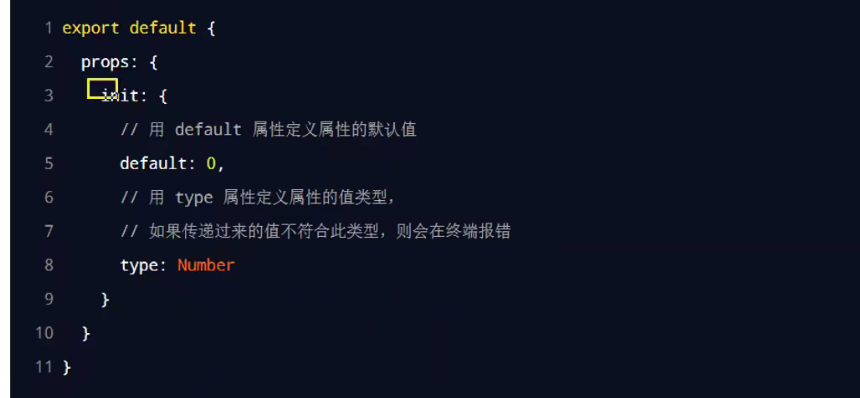 1 export default {
2 props: {
3 init: {
4 // 用 default 属性定义属性的默认值
5 default: 0,
6 // 用 type 属性定义属性的值类型，
7 // 如果传递过来的值不符合此类型，则会在终端报错
8 type: Number
9 }
10 }
11 }